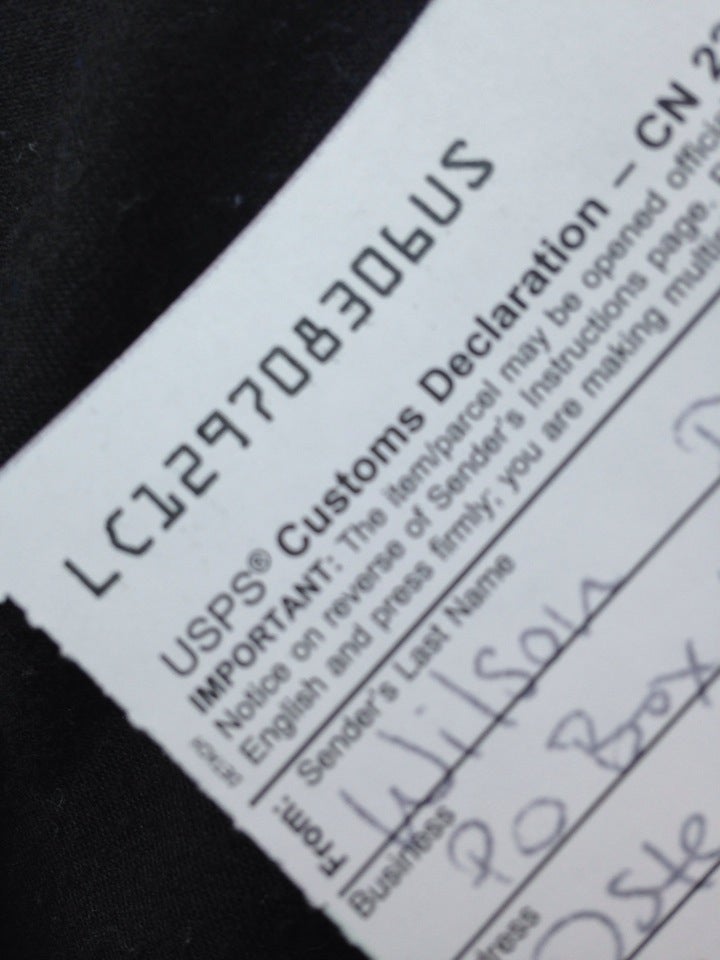 LC129708306US
USPS® Customs Declaration – CN 22
IMPORTANT: The item/parcel may be opened
Notice on reverse of Sender's Instructions page.
English and press firmly; you are making
Sender's Last Name
From: Wilson
Business
PO Box